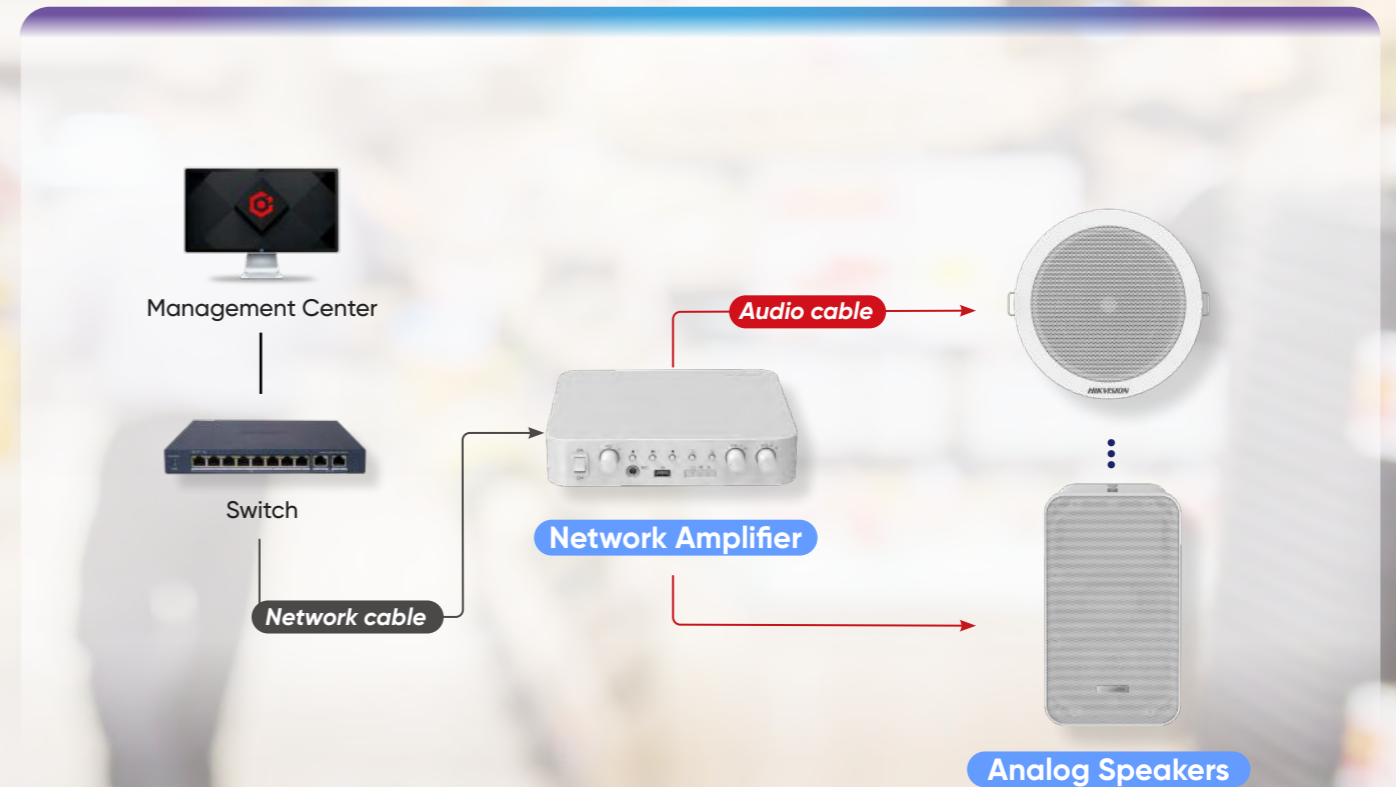 Management Center
Switch
Network cable
Network Amplifier
Audio cable
HIKVISION
Analog Speakers